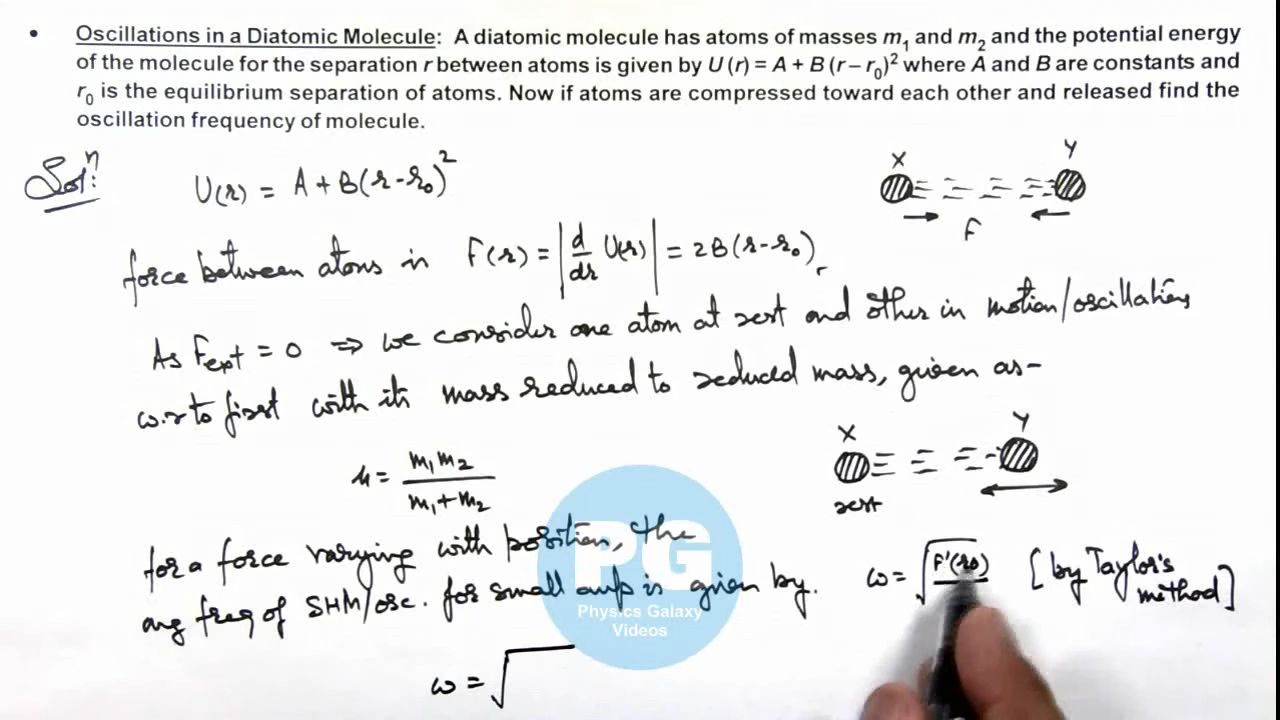 • Oscillations in a Diatomic Molecule: A diatomic molecule has atoms of masses m₁ and m₂ and the potential energy
of the molecule for the separation r between atoms is given by U (r) = A + B (r – r₀)² where A and B are constants and
r₀ is the equilibrium separation of atoms. Now if atoms are compressed toward each other and released find the
oscillation frequency of molecule.
Solⁿ:
U(r) = A + B(r-r₀)²
X Y
F
force between atoms is F(r) = |d/dr U(r)| = 2B(r-r₀)
As Fext = 0 ⇒ we consider one atom at rest and other in motion/oscillations
w.r to first with its mass reduced to reduced mass, given as-
μ = m₁m₂/m₁+m₂
X Y
rest
for a force varying with position, the
ang freq of SHM/osc. for small amp is given by.
ω = √F'(r₀) [by Taylor's
method]
ω = √
PG
Physics Galaxy
Videos